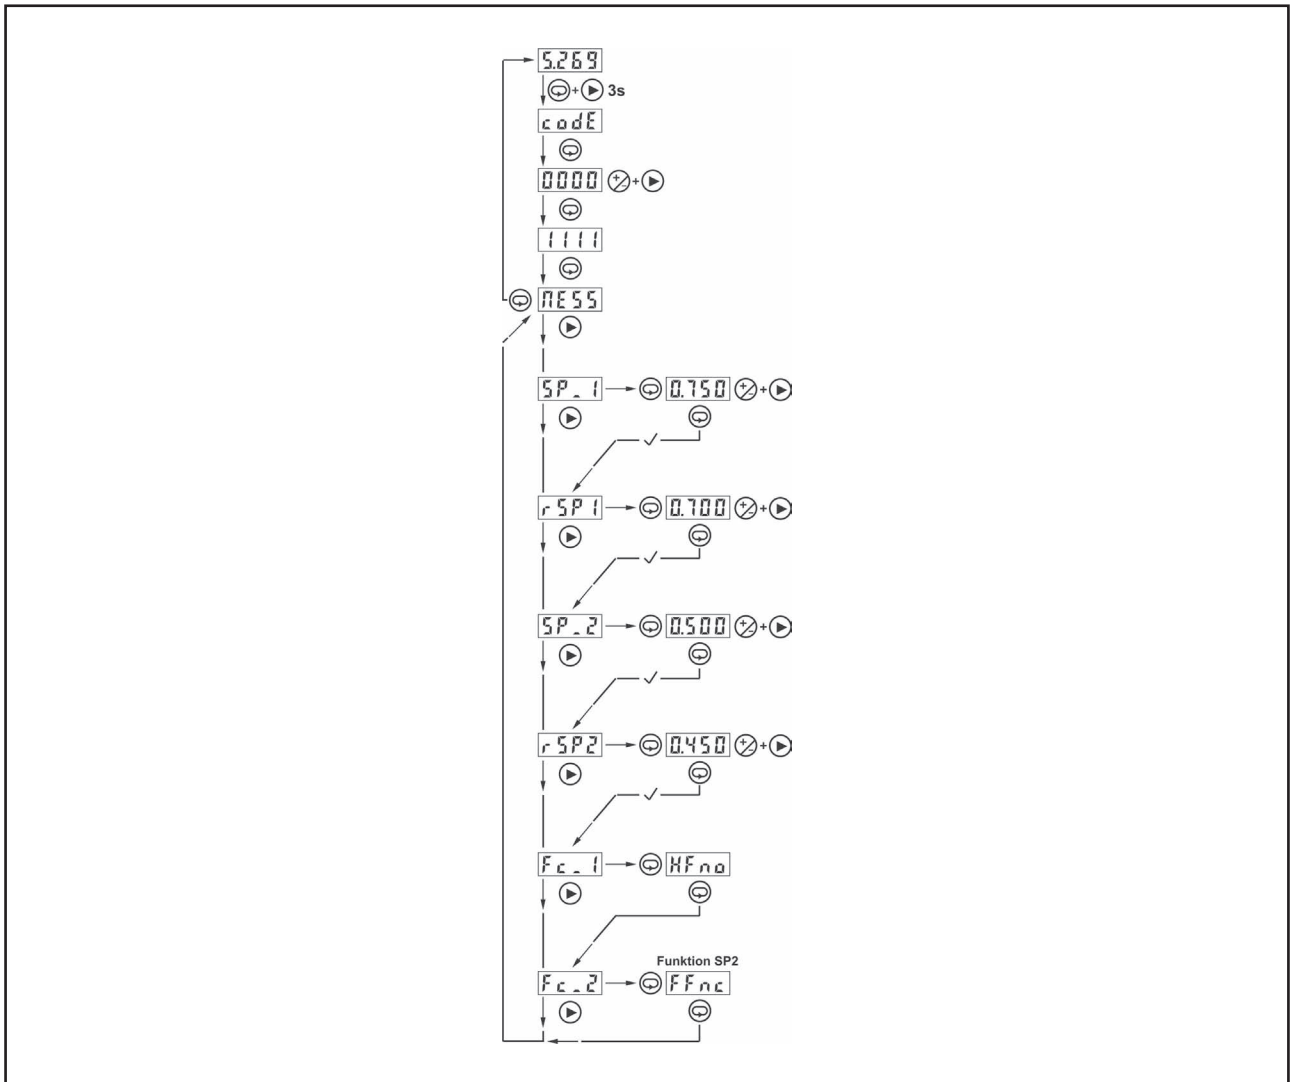 5.269
+ 3s
codE
0000 +
1111
MESS
SP_1 0.750 +
rSP1 0.700 +
SP_2 0.500 +
rSP2 0.450 +
Fc_1 HFno
Funktion SP2
Fc_2 FFnc